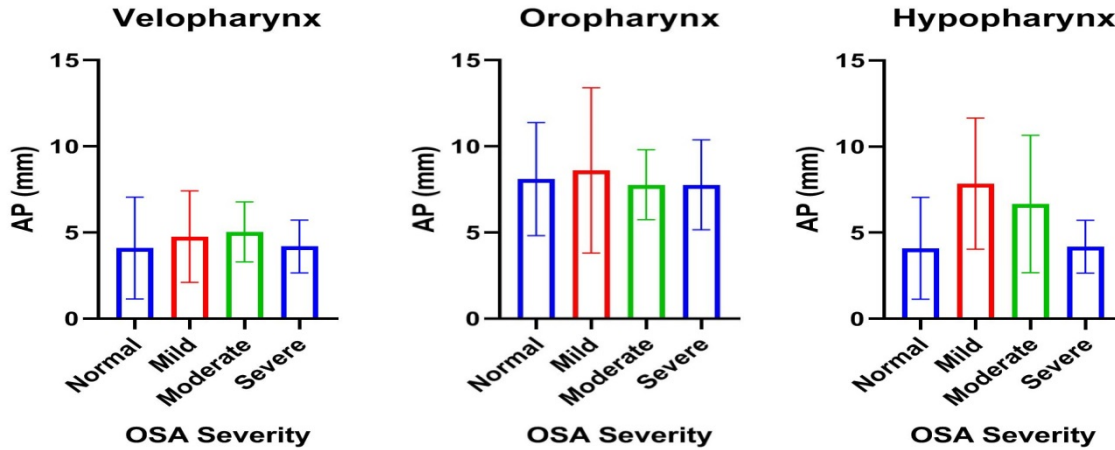 Velopharynx
AP (mm)
15
10
5
0
Normal
Mild
Moderate
Severe
OSA Severity
Oropharynx
AP (mm)
15
10
5
0
Normal
Mild
Moderate
Severe
OSA Severity
Hypopharynx
AP (mm)
15
10
5
0
Normal
Mild
Moderate
Severe
OSA Severity